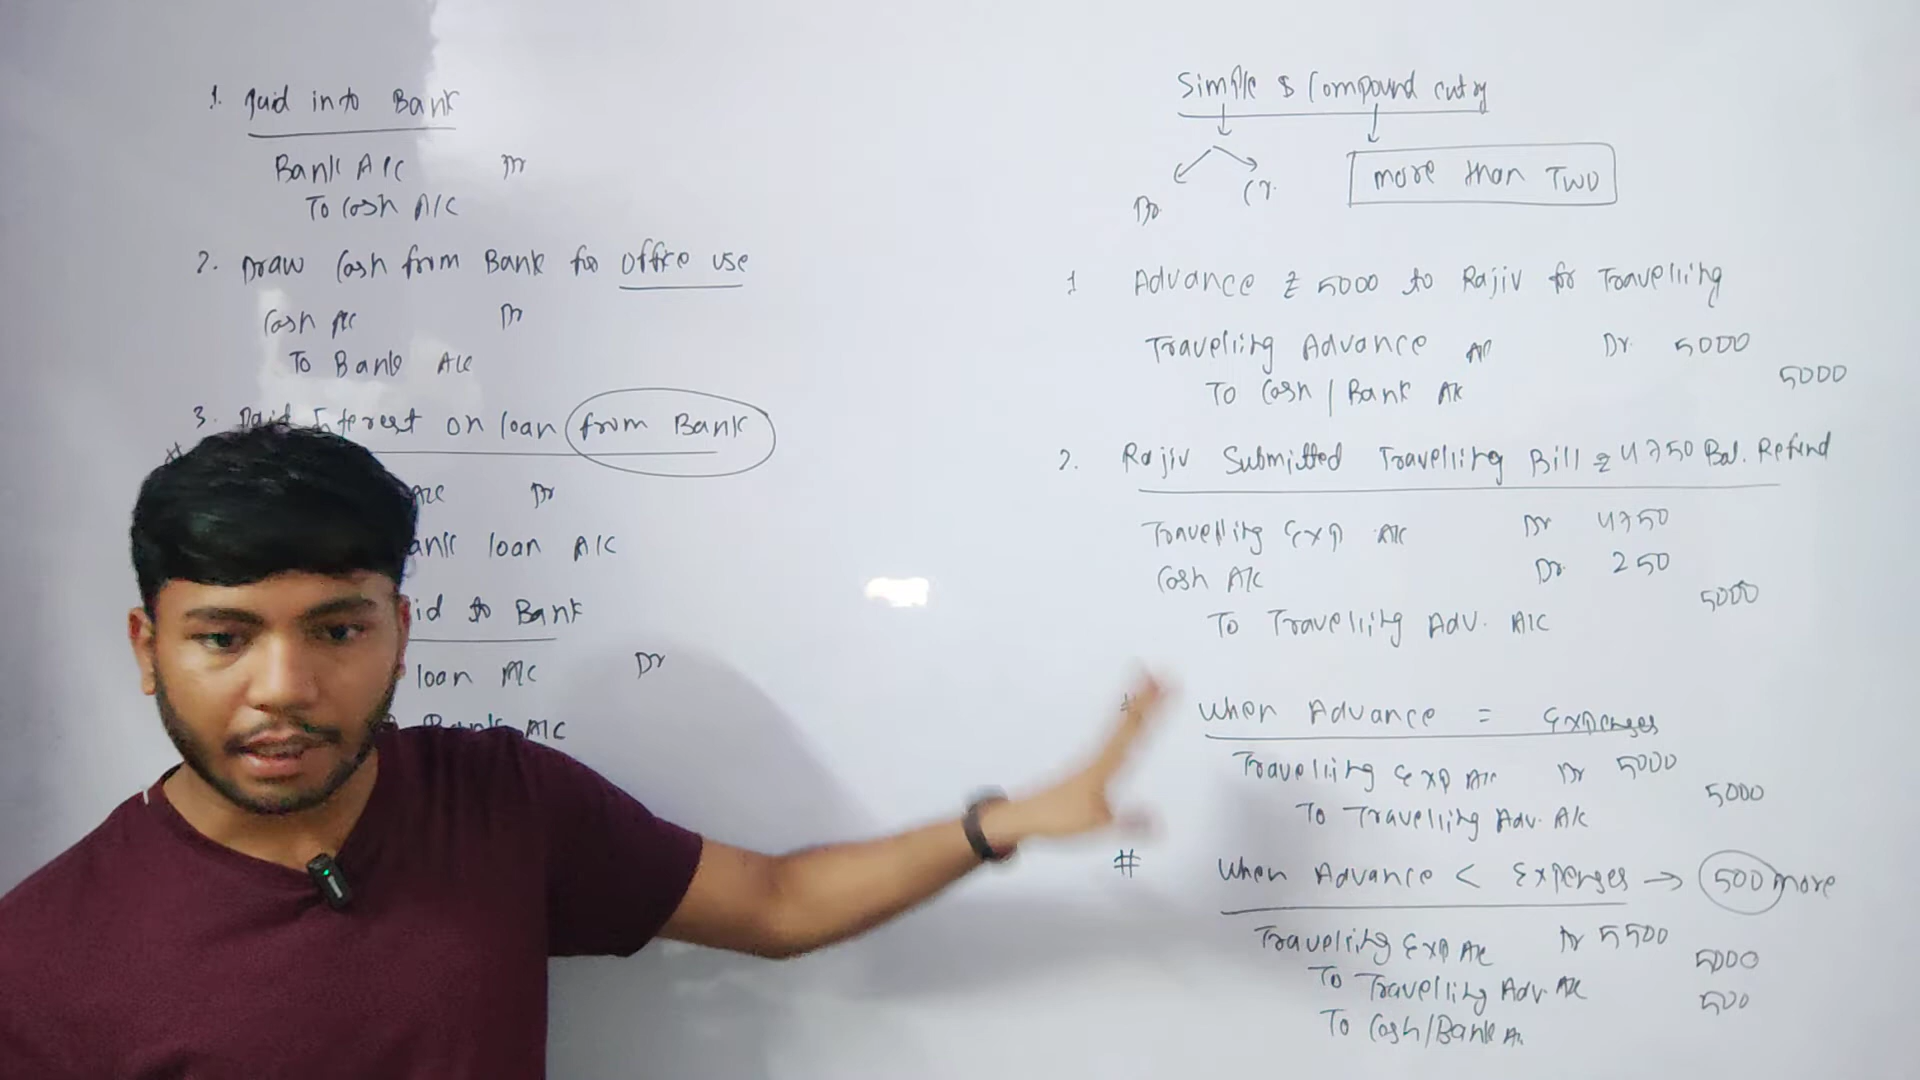 1. Paid into Bank
Bank A/C Dr
To Cash A/C
2. Draw Cash from Bank for office use
Cash A/C Dr
To Bank A/C
3. Paid Interest on loan from Bank
A/C Dr
loan A/C
to Bank
loan A/C Dr
Bank A/C
Simple & Compound entry
Dr. Cr.
more than Two
1 Advance ₹ 5000 to Rajiv for Travelling
Travelling Advance A/C Dr. 5000
To Cash / Bank A/C 5000
2. Rajiv Submitted Travelling Bill ₹ 4750 Bal. Refund
Travelling Exp A/C Dr 4750
Cash A/C Dr. 250
To Travelling Adv. A/C 5000
# When Advance = Expenses
Travelling Exp A/C Dr 5000
To Travelling Adv. A/C 5000
# When Advance < Expenses → 500 more
Travelling Exp A/C Dr 5500
To Travelling Adv. A/C 5000
To Cash/Bank A/C 500